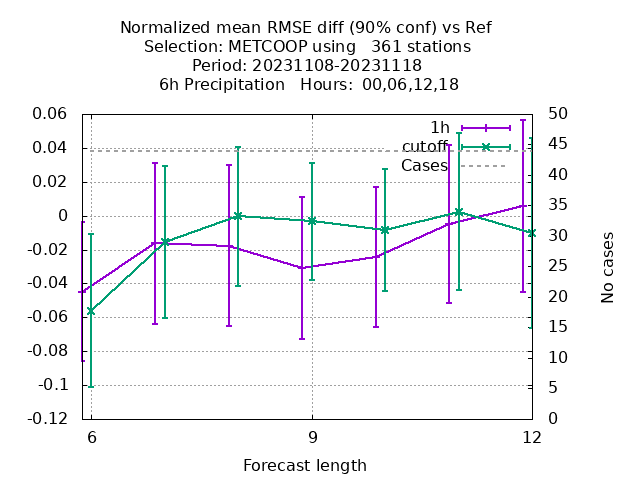 Normalized mean RMSE diff (90% conf) vs Ref
Selection: METCOOP using   361 stations
Period: 20231108-20231118
6h Precipitation   Hours:  00,06,12,18
0.06
0.04
0.02
0
-0.02
-0.04
-0.06
-0.08
-0.1
-0.12
1h
cutoff
Cases
50
45
40
35
30
25
20
15
10
5
0
No cases
6
9
12
Forecast length